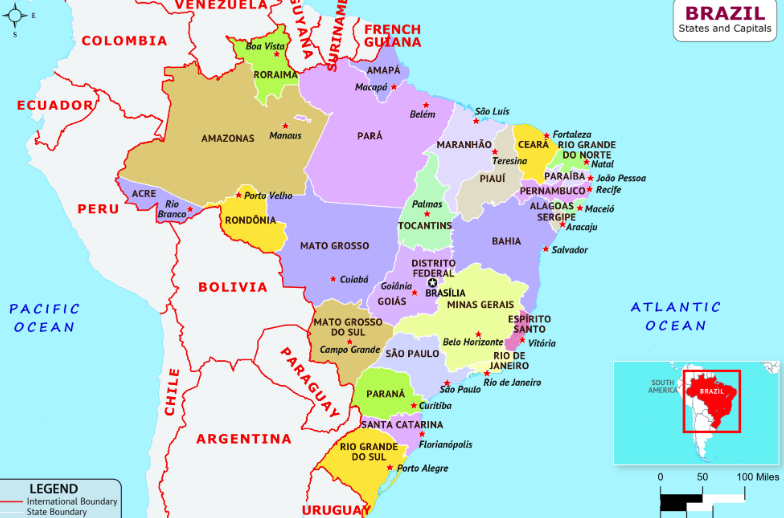 VENEZUELA
GUYANA
SURINAME
FRENCH
GUIANA
BRAZIL
States and Capitals
E
S
COLOMBIA
Boa Vista
RORAIMA
AMAPÁ
Macapá
ECUADOR
Belém
São Luís
AMAZONAS
Manaus
PARÁ
MARANHÃO
Teresina
CEARÁ
Fortaleza
RIO GRANDE
DO NORTE
Natal
PIAUÍ
PARAÍBA
João Pessoa
PERNAMBUCO
Recife
ACRE
Rio
Branco
Porto Velho
RONDÔNIA
PERU
Palmas
TOCANTINS
ALAGOAS
Maceió
SERGIPE
Aracaju
MATO GROSSO
BAHIA
Salvador
DISTRITO
FEDERAL
BRASÍLIA
Cuiabá
Goiânia
GOIÁS
BOLIVIA
MINAS GERAIS
PACIFIC
OCEAN
ATLANTIC
OCEAN
MATO GROSSO
DO SUL
Campo Grande
ESPÍRITO
SANTO
Vitória
Belo Horizonte
SÃO PAULO
RIO DE
JANEIRO
Rio de Janeiro
São Paulo
PARAGUAY
CHILE
PARANÁ
Curitiba
SANTA CATARINA
Florianópolis
ARGENTINA
RIO GRANDE
DO SUL
Porto Alegre
URUGUAY
SOUTH
AMERICA
BRAZIL
LEGEND
International Boundary
State Boundary
0 50 100 Miles